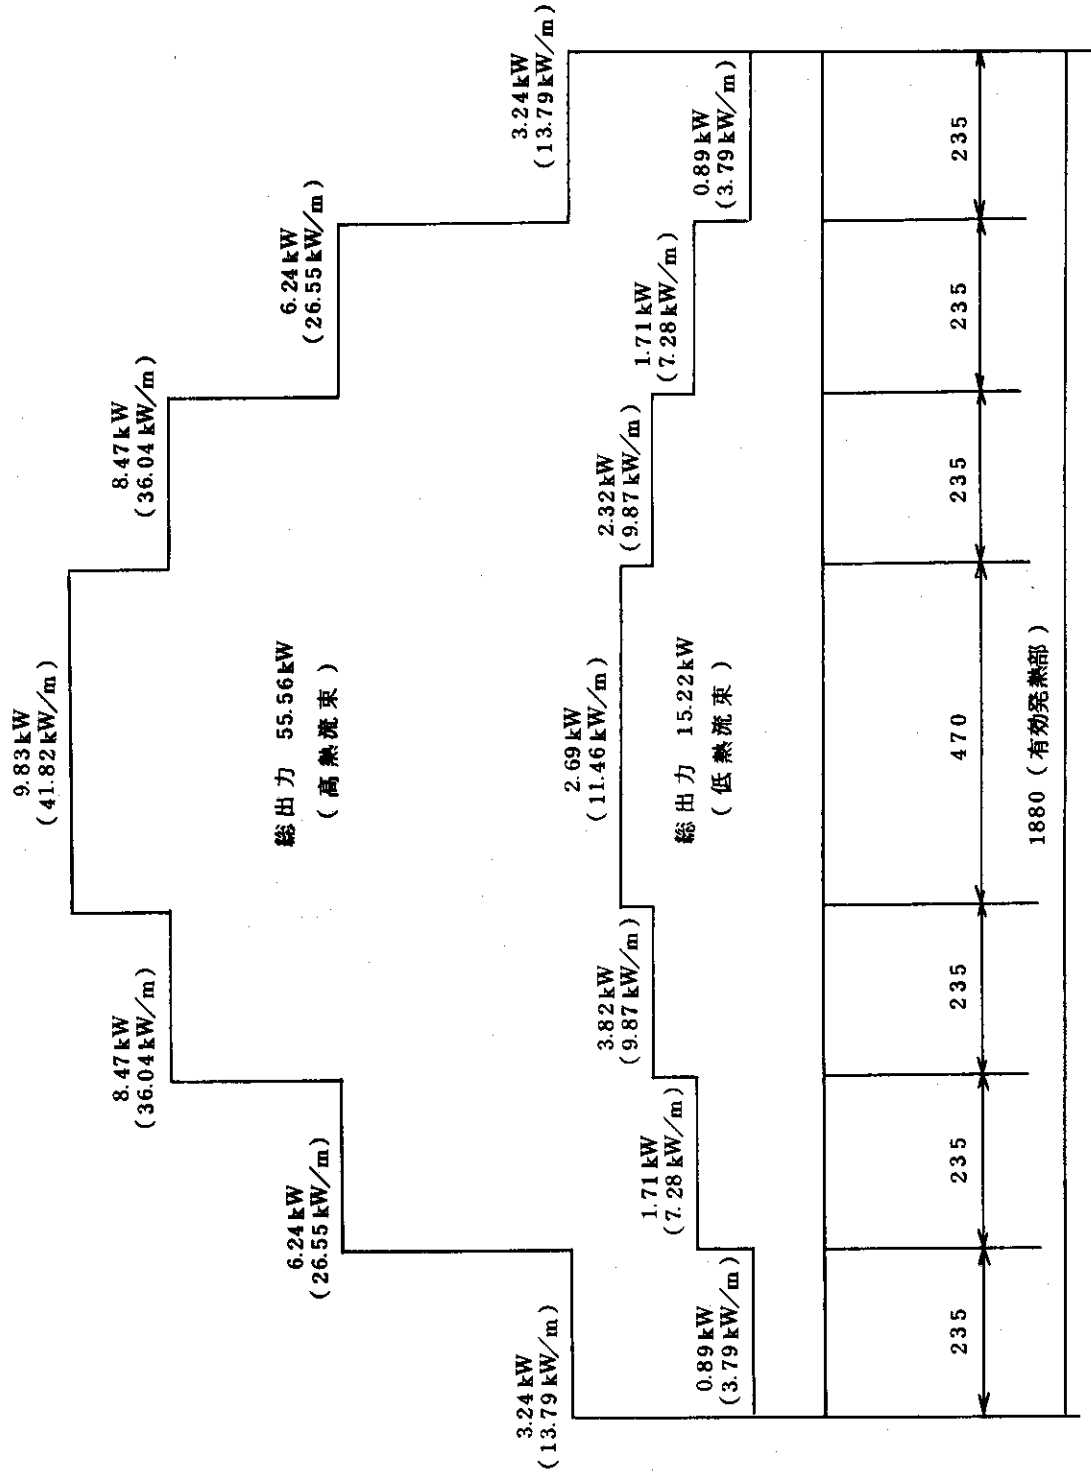 9.83kW
(41.82kW/m)
8.47kW
(36.04kW/m)
8.47kW
(36.04kW/m)
6.24kW
(26.55kW/m)
総出力 55.56kW
(高熱流束)
6.24kW
(26.55kW/m)
3.24kW
(13.79kW/m)
3.24kW
(13.79kW/m)
2.69kW
(11.46kW/m)
3.82kW
(9.87kW/m)
2.32kW
(9.87kW/m)
1.71kW
(7.28kW/m)
総出力 15.22kW
(低熱流束)
1.71kW
(7.28kW/m)
0.89kW
(3.79kW/m)
0.89kW
(3.79kW/m)
235
235
235
470
235
235
235
1880(有効発熱部)